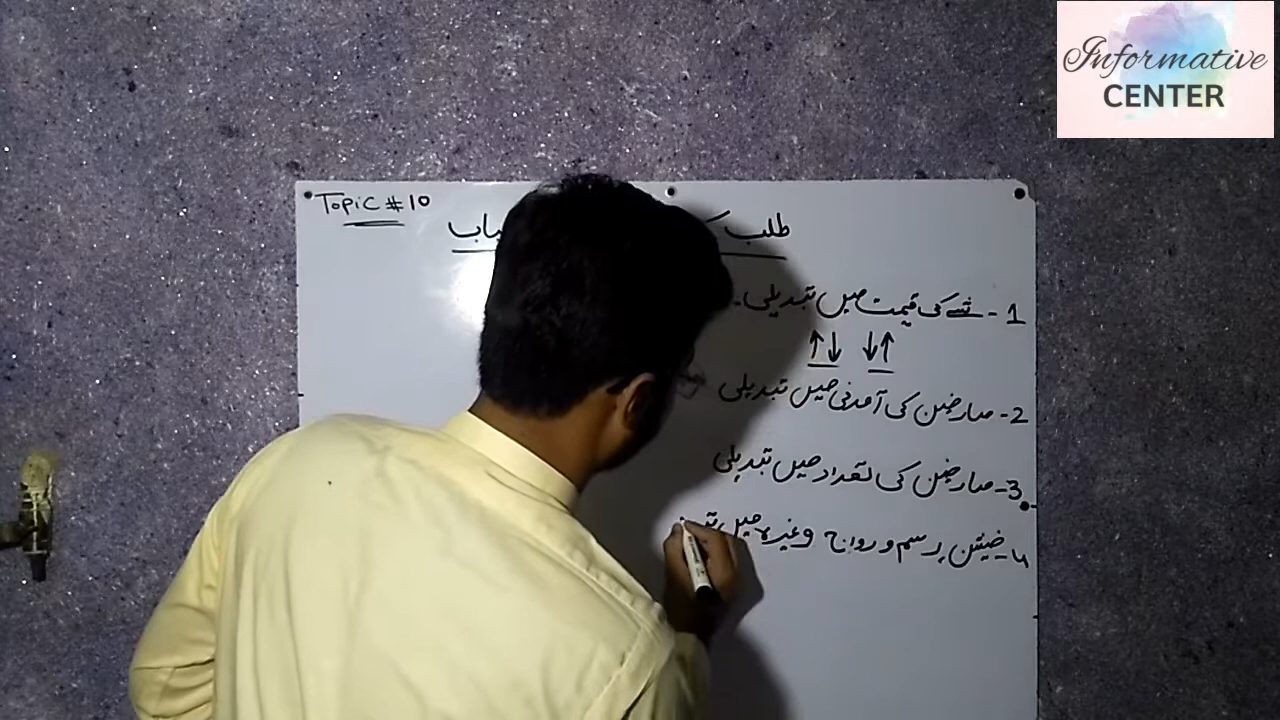 Informative
CENTER
Topic # 10
طلب
1- شے کی قیمت میں تبدیلی۔
↑↓ ↓↑
2- صارفین کی آمدنی میں تبدیلی
3- صارفین کی تعداد میں تبدیلی
4- فیشن رسم و رواج وغیرہ میں